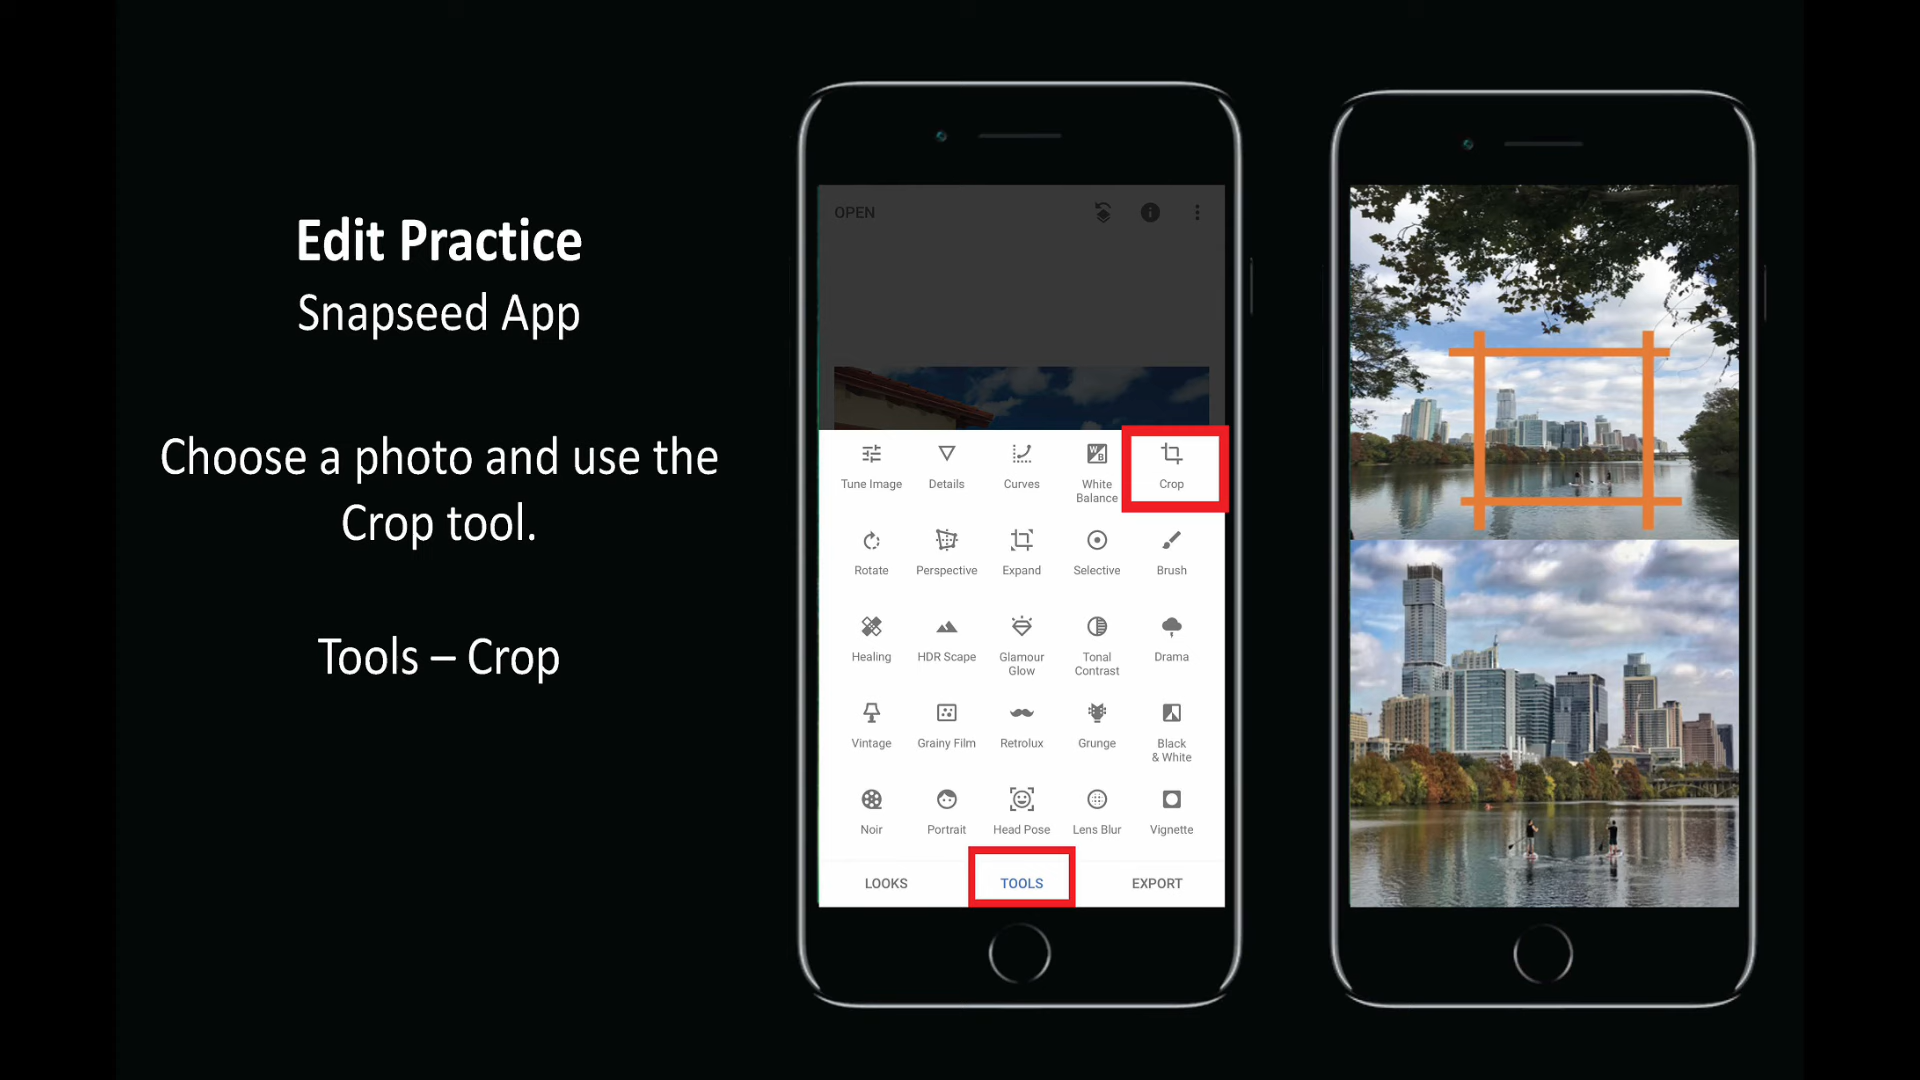 Edit Practice
Snapseed App
Choose a photo and use the
Crop tool.
Tools – Crop
OPEN
Tune Image
Details
Curves
White
Balance
Crop
Rotate
Perspective
Expand
Selective
Brush
Healing
HDR Scape
Glamour
Glow
Tonal
Contrast
Drama
Vintage
Grainy Film
Retrolux
Grunge
Black
& White
Noir
Portrait
Head Pose
Lens Blur
Vignette
LOOKS
TOOLS
EXPORT